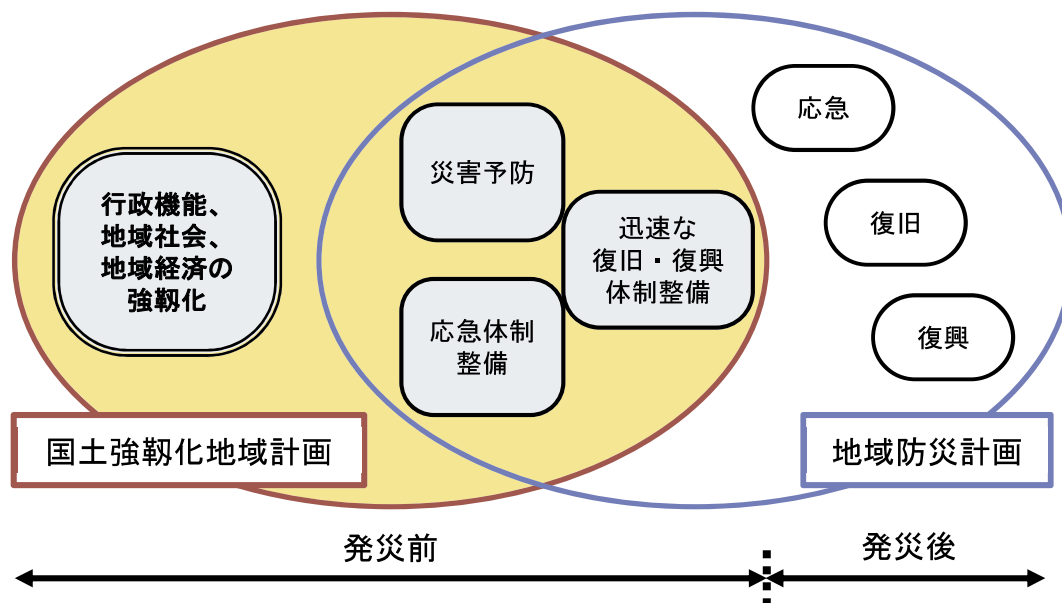 行政機能、
地域社会、
地域経済の
強靱化
災害予防
応急体制
整備
迅速な
復旧・復興
体制整備
応急
復旧
復興
国土強靱化地域計画
地域防災計画
発災前
発災後